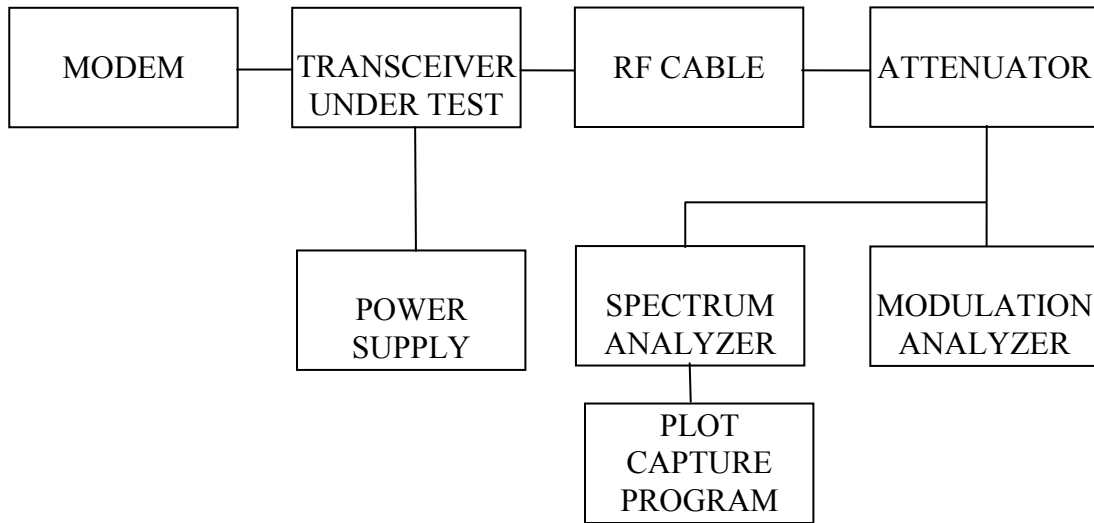 MODEM
TRANSCEIVER
UNDER TEST
RF CABLE
ATTENUATOR
POWER
SUPPLY
SPECTRUM
ANALYZER
MODULATION
ANALYZER
PLOT
CAPTURE
PROGRAM